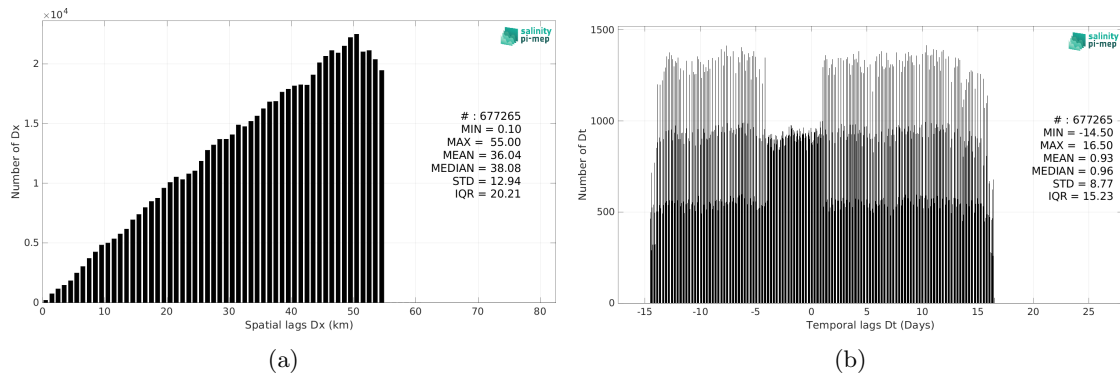 ×10⁴
2
1.5
1
0.5
0
0 10 20 30 40 50 60 70 80
Number of Dx
Spatial lags Dx (km)
salinity
pi-mep
# : 677265
MIN = 0.10
MAX = 55.00
MEAN = 36.04
MEDIAN = 38.08
STD = 12.94
IQR = 20.21
(a)
1500
1000
500
0
-15 -10 -5 0 5 10 15 20 25
Number of Dt
Temporal lags Dt (Days)
salinity
pi-mep
# : 677265
MIN = -14.50
MAX = 16.50
MEAN = 0.93
MEDIAN = 0.96
STD = 8.77
IQR = 15.23
(b)